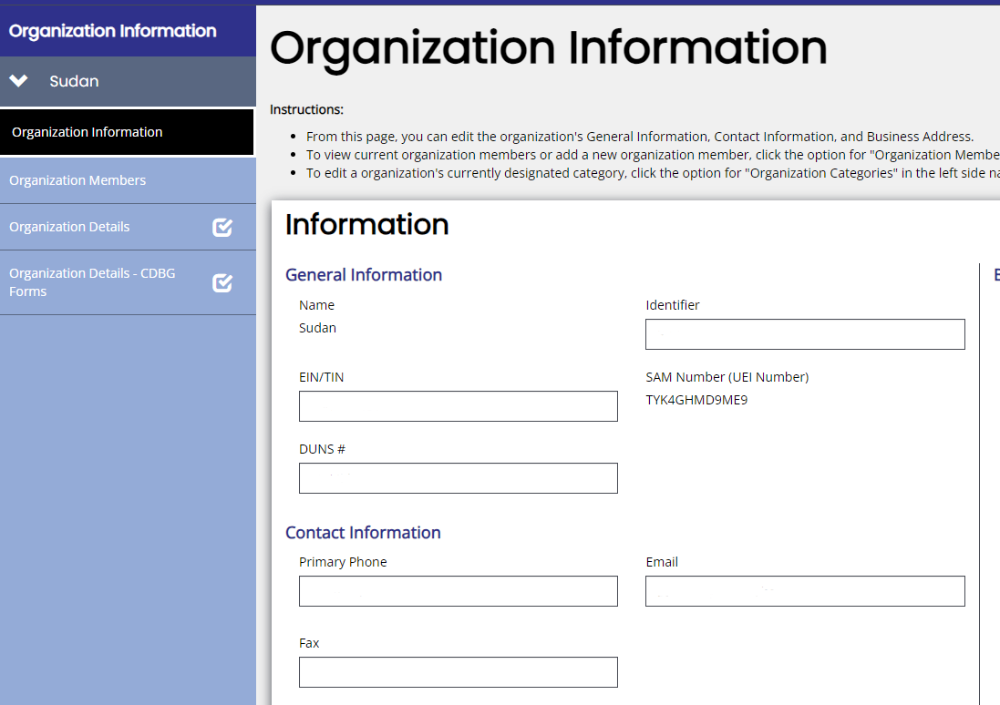 Organization Information
Sudan
Organization Information
Organization Members
Organization Details
Organization Details - CDBG
Forms
Organization Information
Instructions:
From this page, you can edit the organization's General Information, Contact Information, and Business Address.
To view current organization members or add a new organization member, click the option for "Organization Membe
To edit a organization's currently designated category, click the option for "Organization Categories" in the left side na
Information
General Information
Name
Identifier
Sudan
EIN/TIN
SAM Number (UEI Number)
TYK4GHMD9ME9
DUNS #
Contact Information
Primary Phone
Email
Fax